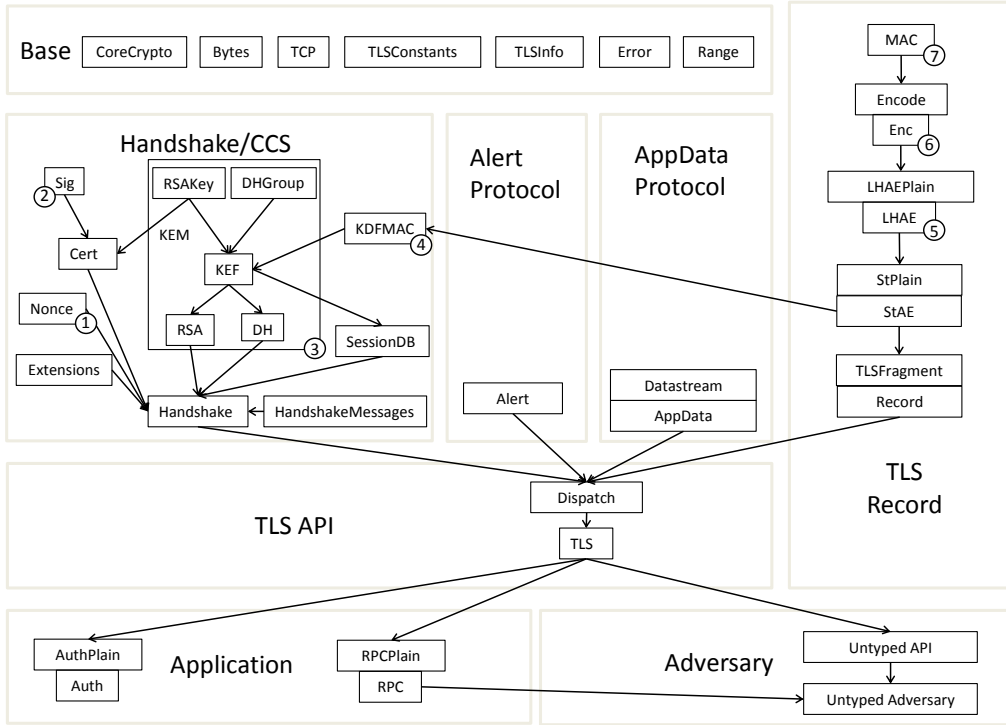 Base
CoreCrypto
Bytes
TCP
TLSConstants
TLSInfo
Error
Range
MAC
7
Encode
Enc
6
LHAEPlain
LHAE
5
StPlain
StAE
TLSFragment
Record
TLS
Record
Handshake/CCS
Sig
2
RSAKey
DHGroup
KEM
Cert
KEF
KDFMAC
4
Nonce
1
RSA
DH
3
SessionDB
Extensions
Handshake
HandshakeMessages
Alert
Protocol
Alert
AppData
Protocol
Datastream
AppData
TLS API
Dispatch
TLS
AuthPlain
Auth
Application
RPCPlain
RPC
Adversary
Untyped API
Untyped Adversary